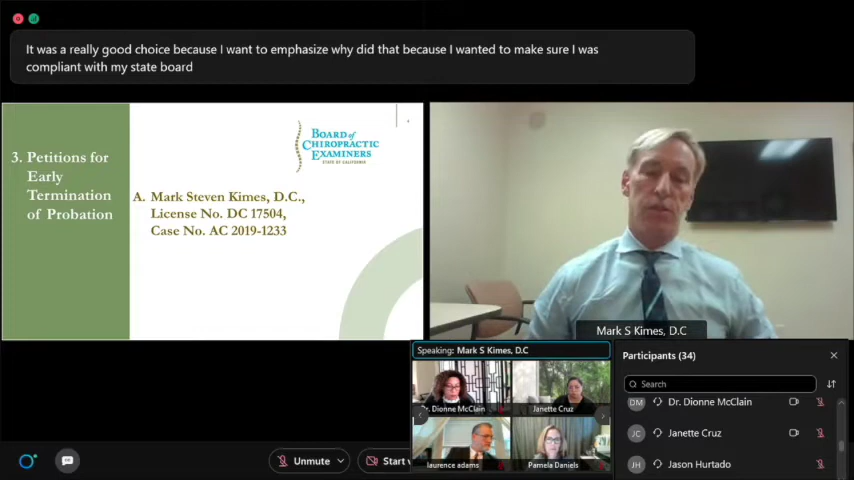 It was a really good choice because I want to emphasize why did that because I wanted to make sure I was
compliant with my state board
3. Petitions for
Early
Termination
of Probation
BOARD of
CHIROPRACTIC
EXAMINERS
STATE OF CALIFORNIA
A. Mark Steven Kimes, D.C.,
License No. DC 17504,
Case No. AC 2019-1233
Mark S Kimes, D.C
Speaking: Mark S Kimes, D.C
Dr. Dionne McClain
Janette Cruz
laurence adams
Pamela Daniels
Participants (34)
Search
DM Dr. Dionne McClain
JC Janette Cruz
JH Jason Hurtado
Unmute
Start